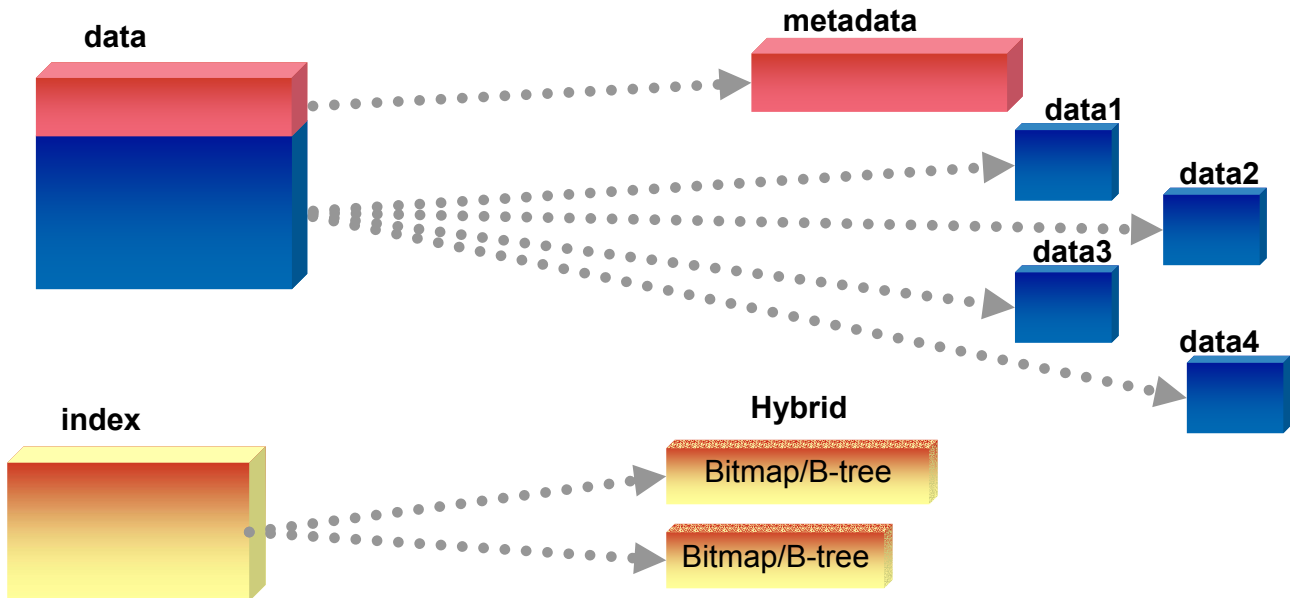 metadata
data
data1
data2
data3
data4
Hybrid
index
Bitmap/B-tree
Bitmap/B-tree